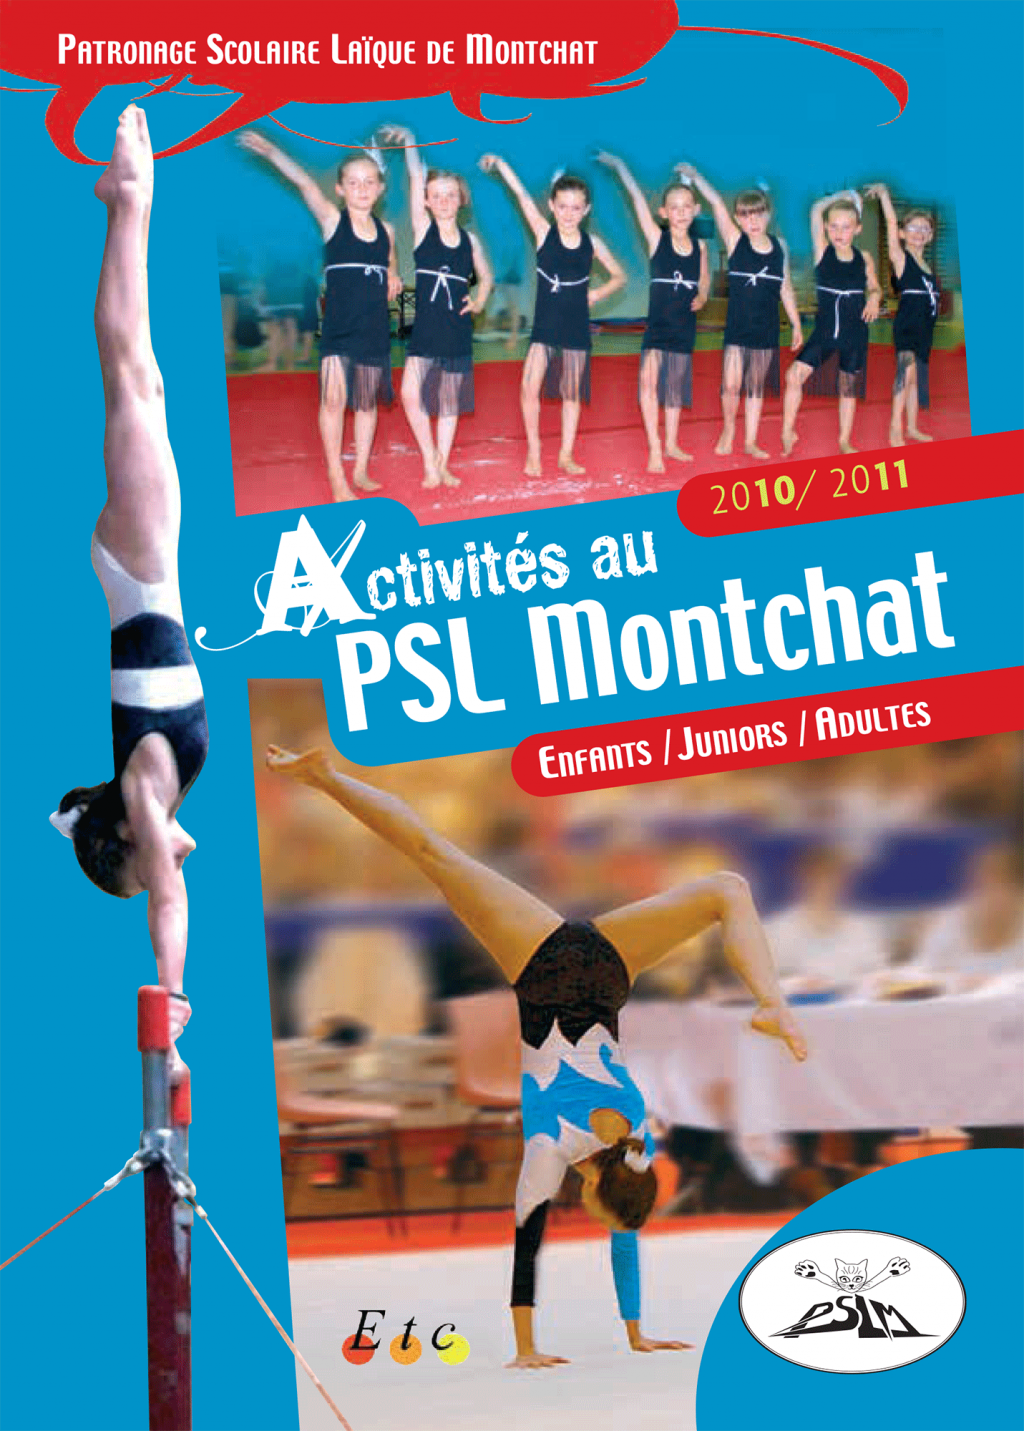 Patronage Scolaire Laïque de Montchat
2010/ 2011
Activités au
PSL Montchat
Enfants / Juniors / Adultes
Etc
PSLM